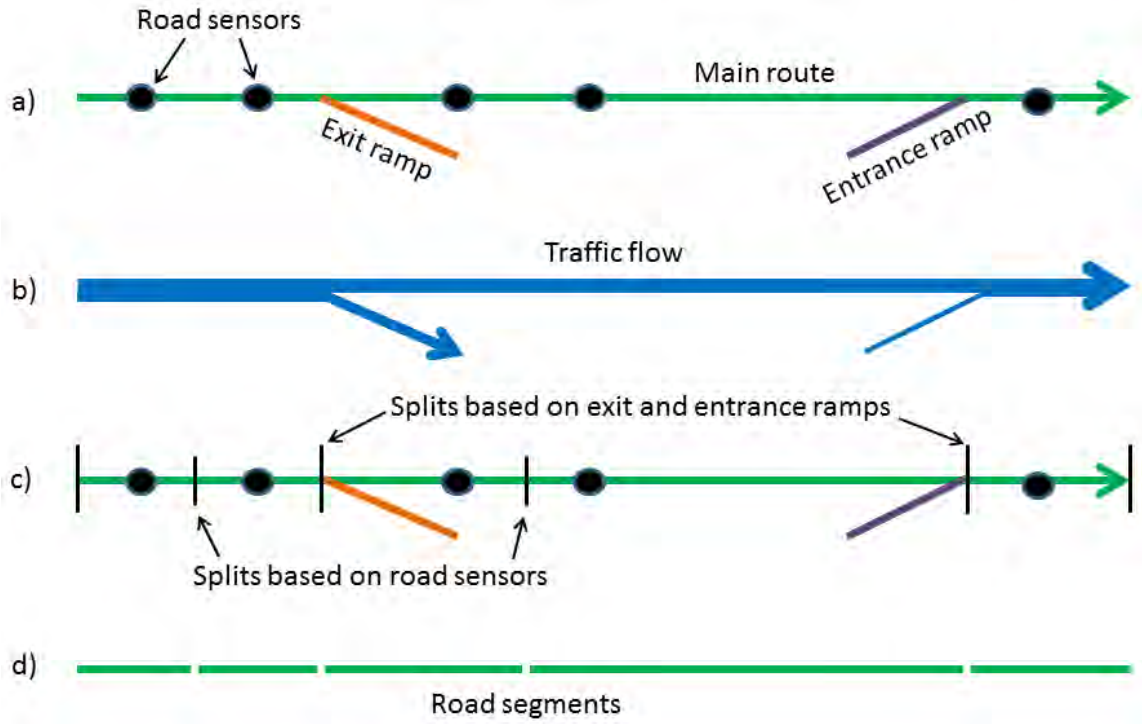 Road sensors
Main route
a)
Exit ramp
Entrance ramp
Traffic flow
b)
Splits based on exit and entrance ramps
c)
Splits based on road sensors
d)
Road segments